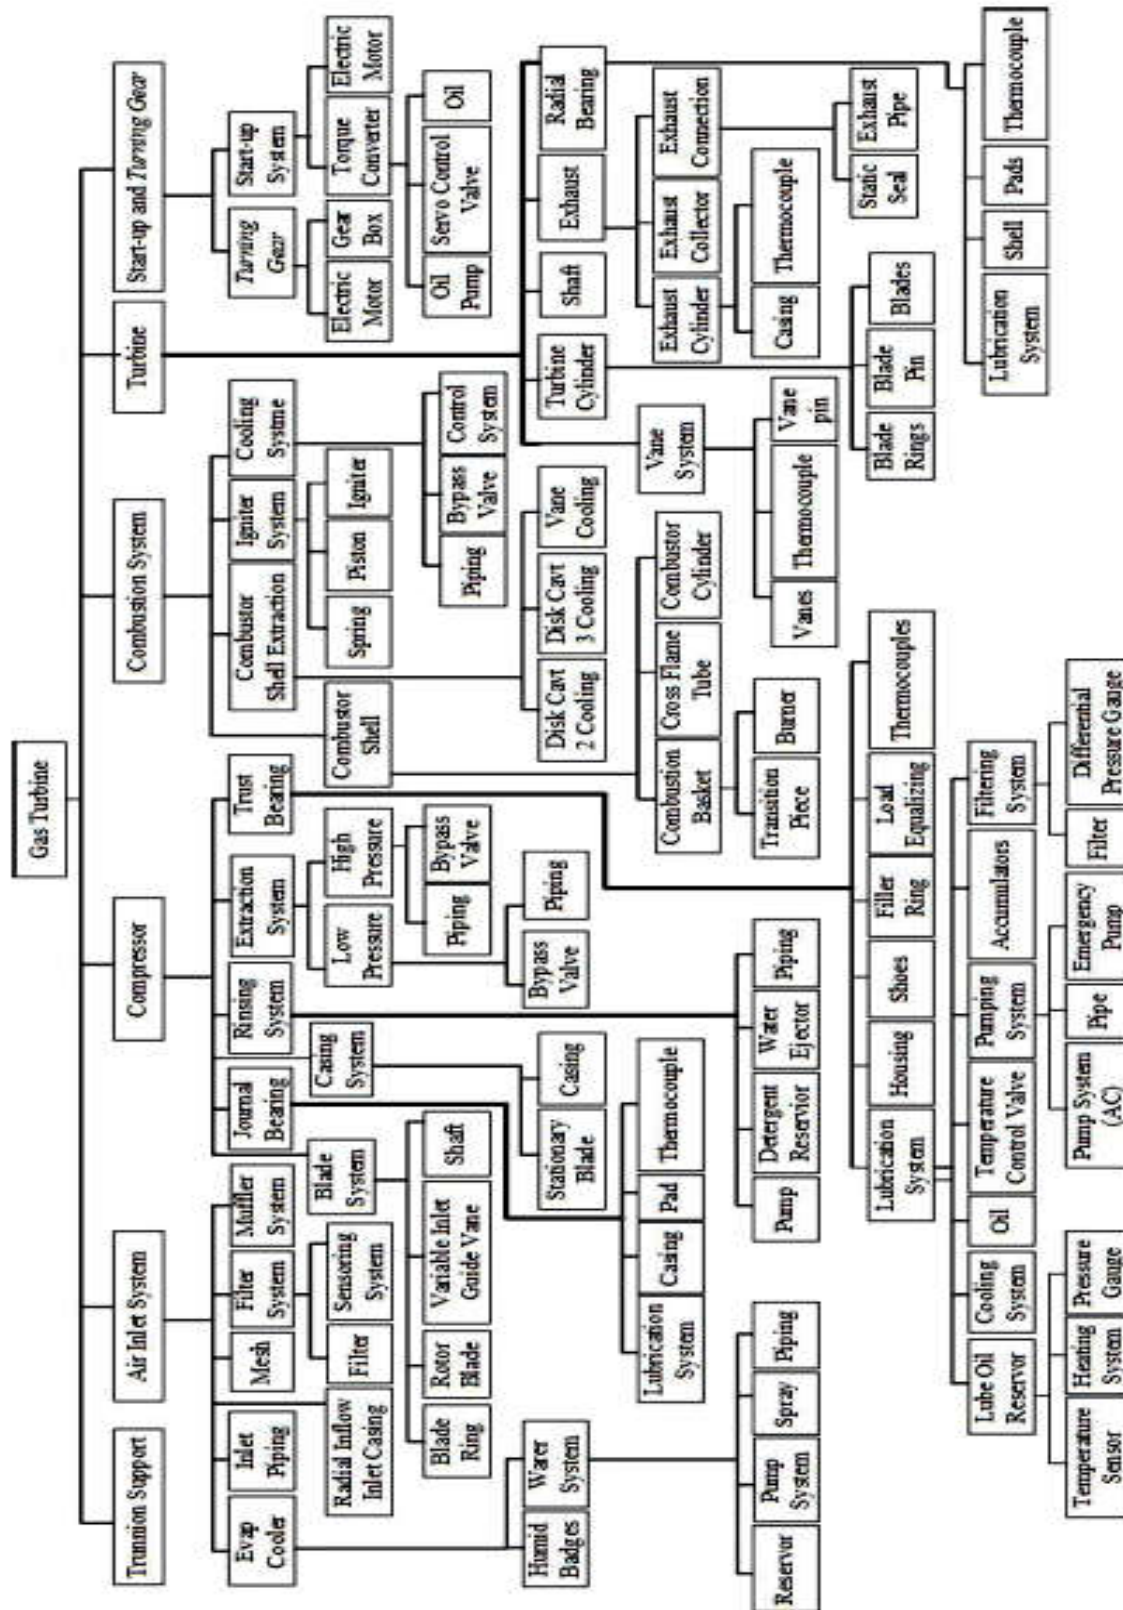 Gas Turbine
Trunnion Support
Air Inlet System
Compressor
Combustion System
Turbine
Start-up and Turning Gear
Evap
Cooler
Inlet
Piping
Mesh
Filter
System
Muffler
System
Journal
Bearing
Rinsing
System
Extraction
System
Trust
Bearing
Combustor
Shell Extraction
Igniter
System
Cooling
Systme
Turning
Gear
Start-up
System
Radial Inflow
Inlet Casing
Filter
Sensoring
System
Blade
System
Casing
System
Low
Pressure
High
Pressure
Combustor
Shell
Spring
Piston
Igniter
Electric
Motor
Gear
Box
Torque
Converter
Electric
Motor
Blade
Ring
Rotor
Blade
Variable Inlet
Guide Vane
Shaft
Piping
Bypass
Valve
Piping
Bypass
Valve
Control
System
Oil
Pump
Servo Control
Valve
Oil
Humid
Badges
Warer
System
Stationary
Blade
Casing
Bypass
Valve
Piping
Disk Cavt
2 Cooling
Disk Cavt
3 Cooling
Vane
Cooling
Turbine
Cylinder
Shaft
Exhaust
Radial
Bearing
Lubrication
System
Casing
Pad
Thermocouple
Combustion
Basket
Cross Flame
Tube
Combustor
Cylinder
Vane
System
Exhaust
Cylinder
Exhaust
Collector
Exhaust
Connection
Reservor
Pump
System
Spray
Piping
Pump
Detergent
Reservior
Water
Ejector
Piping
Transition
Piece
Burner
Vanes
Thermocouple
Vane
pin
Casing
Thermocouple
Static
Seal
Exhaust
Pipe
Lubrication
System
Housing
Shoes
Filler
Ring
Load
Equalizing
Thermocouples
Blade
Rings
Blade
Pin
Blades
Lube Oil
Reservoir
Cooling
System
Oil
Temperature
Control Valve
Pumping
System
Accumulators
Filtering
System
Lubrication
System
Shell
Pads
Thermocouple
Temperature
Sensor
Heating
System
Pressure
Gauge
Pump System
(AC)
Pipe
Emergency
Pump
Filter
Differential
Pressure Gauge